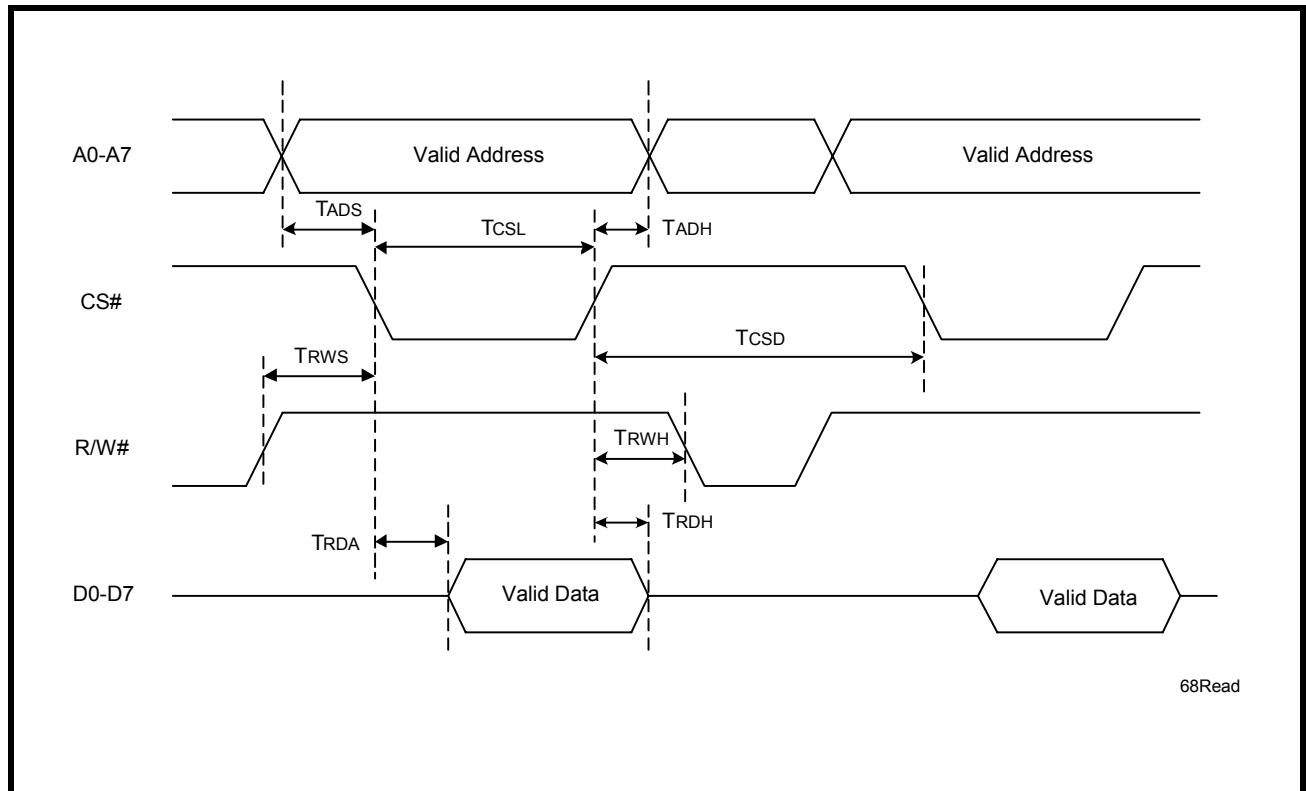 A0-A7
Valid Address
Valid Address
TADS
TCSL
TADH
CS#
TCSD
TRWS
R/W#
TRWH
TRDH
TRDA
D0-D7
Valid Data
Valid Data
68Read